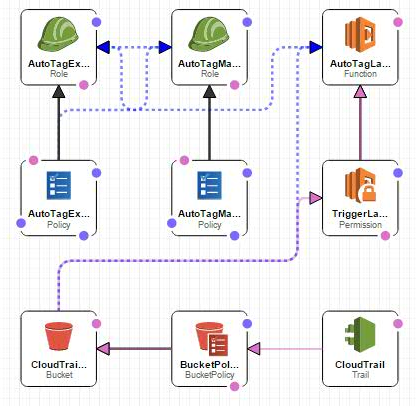 AutoTagEx...
Role
AutoTagMa...
Role
AutoTagLa...
Function
AutoTagEx...
Policy
AutoTagMa...
Policy
TriggerLa...
Permission
CloudTrai...
Bucket
BucketPol...
BucketPolicy
CloudTrail
Trail